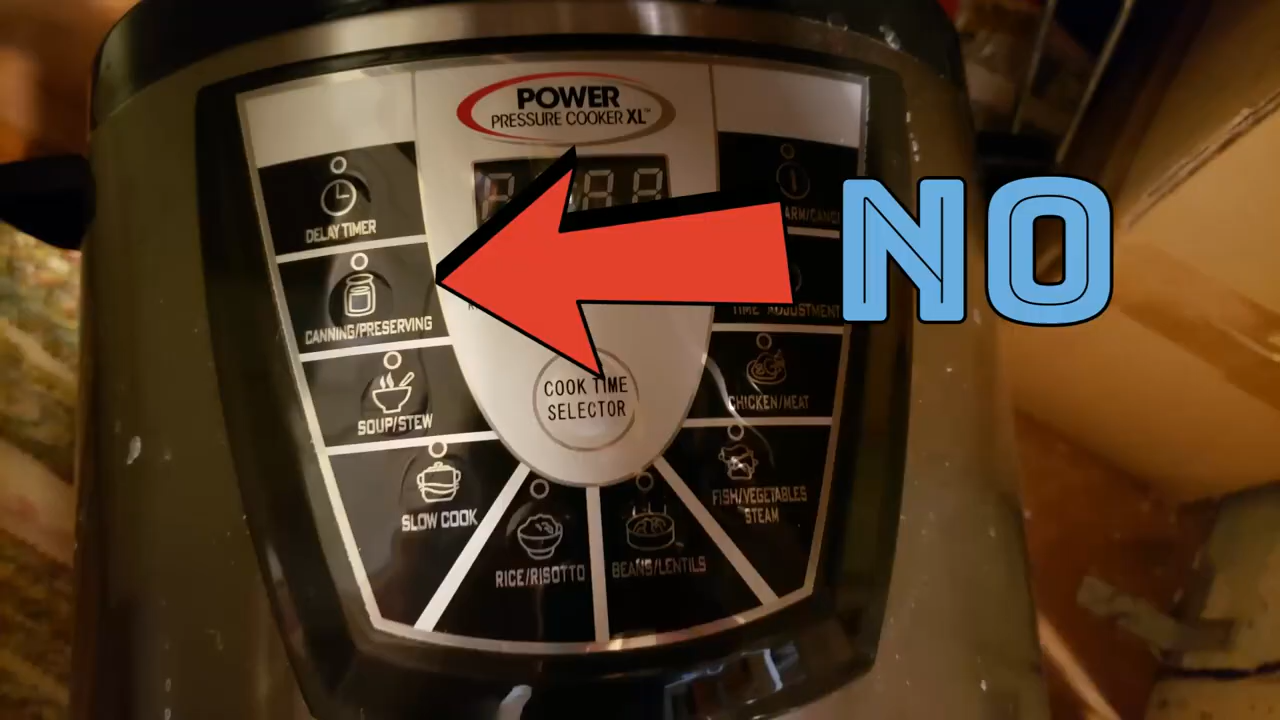 POWER
PRESSURE COOKER XL™
DELAY TIMER
NO
CANNING/PRESERVING
TIME ADJUSTMENT
COOK TIME
SELECTOR
CHICKEN/MEAT
SOUP/STEW
FISH/VEGETABLES
STEAM
SLOW COOK
RICE/RISOTTO
BEANS/LENTILS